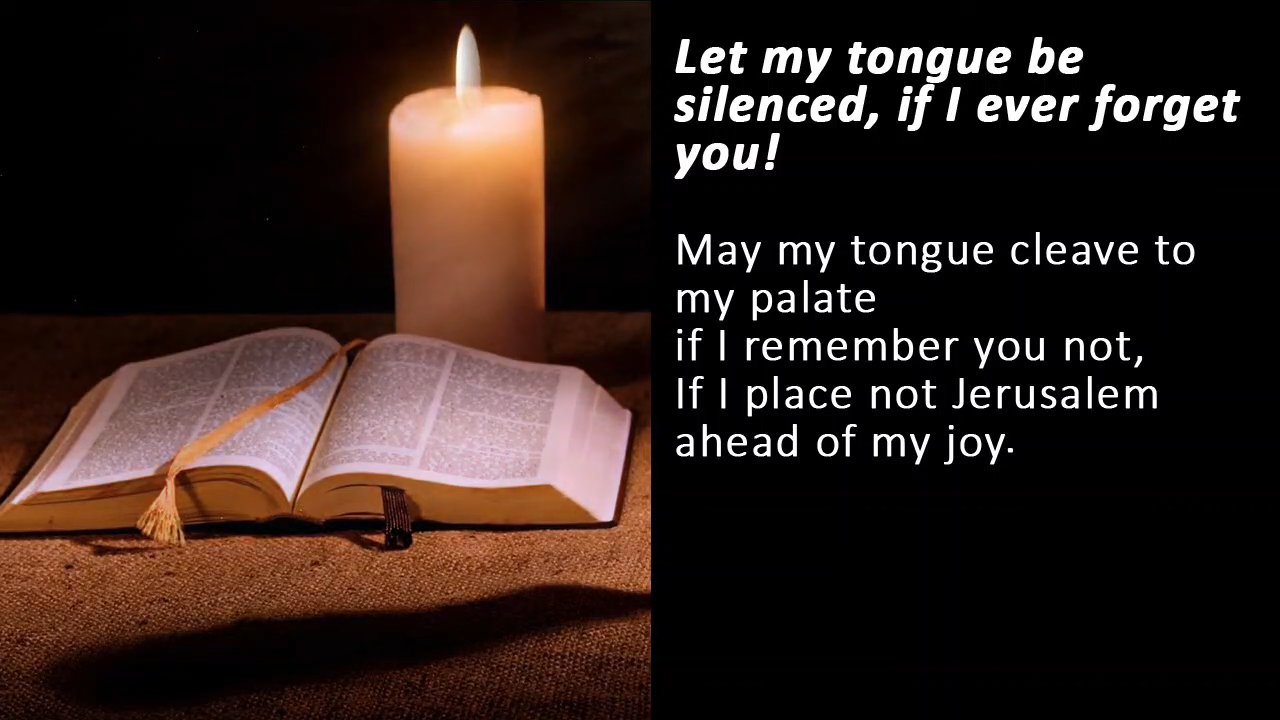 Let my tongue be
silenced, if I ever forget
you!
May my tongue cleave to
my palate
if I remember you not,
If I place not Jerusalem
ahead of my joy.